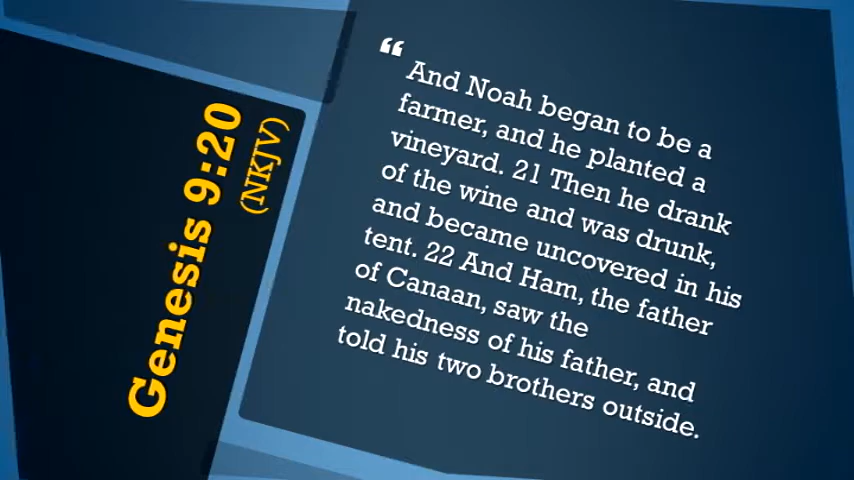 Genesis 9:20
(NKJV)
“
And Noah began to be a
farmer, and he planted a
vineyard. 21 Then he drank
of the wine and was drunk,
and became uncovered in his
tent. 22 And Ham, the father
of Canaan, saw the
nakedness of his father, and
told his two brothers outside.